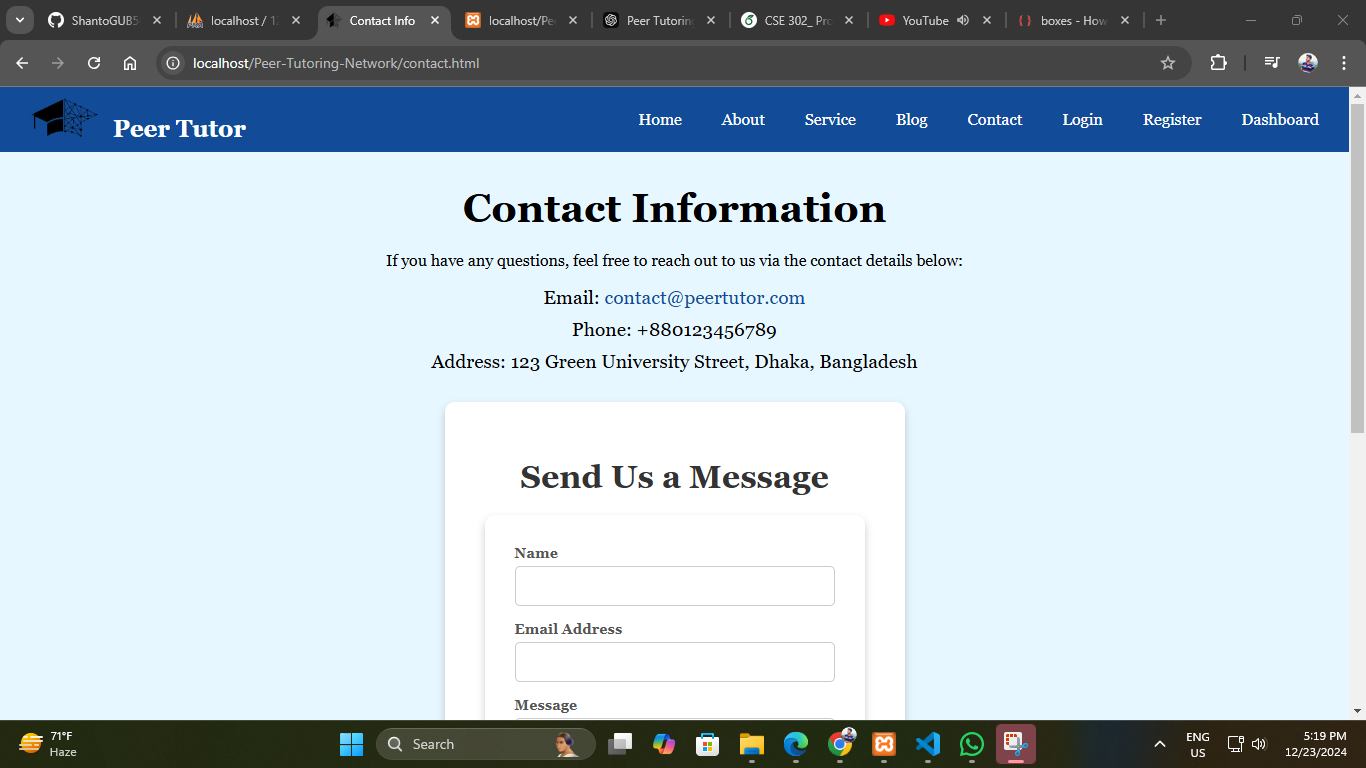 ShantoGUB5
localhost / 12
Contact Info
localhost/Pee
Peer Tutoring
CSE 302_ Pro
YouTube
boxes - How
localhost/Peer-Tutoring-Network/contact.html
Peer Tutor
Home About Service Blog Contact Login Register Dashboard
Contact Information
If you have any questions, feel free to reach out to us via the contact details below:
Email: contact@peertutor.com
Phone: +880123456789
Address: 123 Green University Street, Dhaka, Bangladesh
Send Us a Message
Name
Email Address
Message
71°F
Haze
Search
ENG
US
5:19 PM
12/23/2024